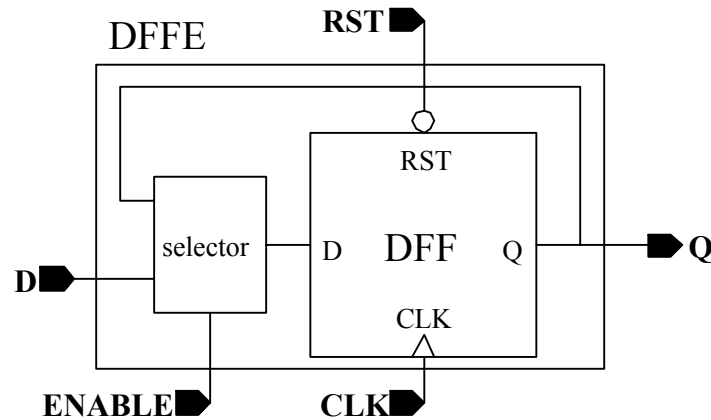 RST
DFFE
RST
selector
D DFF Q
D
Q
CLK
ENABLE
CLK